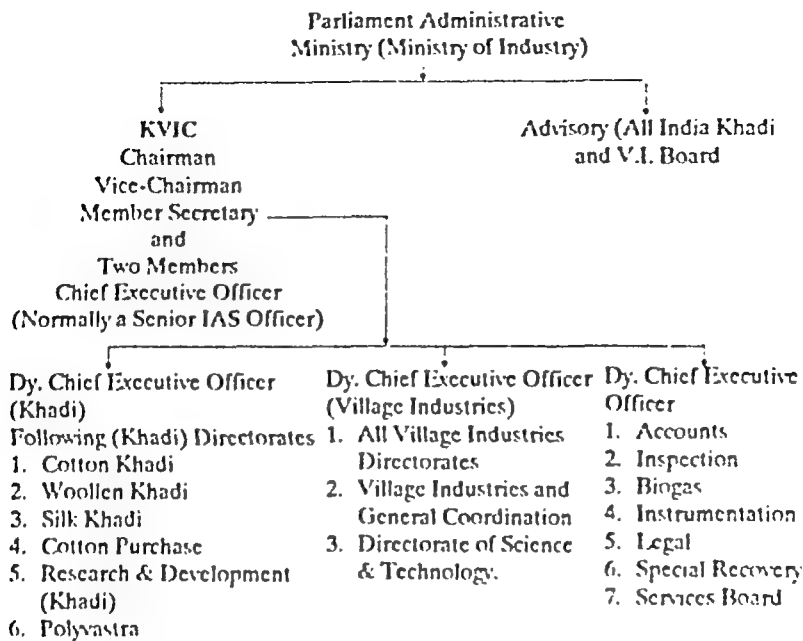 Parliament Administrative
Ministry (Ministry of Industry)
KVIC
Chairman
Vice-Chairman
Member Secretary
and
Two Members
Chief Executive Officer
(Normally a Senior IAS Officer)
Advisory (All India Khadi
and V.I. Board
Dy. Chief Executive Officer
(Khadi)
Following (Khadi) Directorates
1. Cotton Khadi
2. Woollen Khadi
3. Silk Khadi
4. Cotton Purchase
5. Research & Development
(Khadi)
6. Polyvastra
Dy. Chief Executive Officer
(Village Industries)
1. All Village Industries
Directorates
2. Village Industries and
General Coordination
3. Directorate of Science
& Technology.
Dy. Chief Executive
Officer
1. Accounts
2. Inspection
3. Biogas
4. Instrumentation
5. Legal
6. Special Recovery
7. Services Board